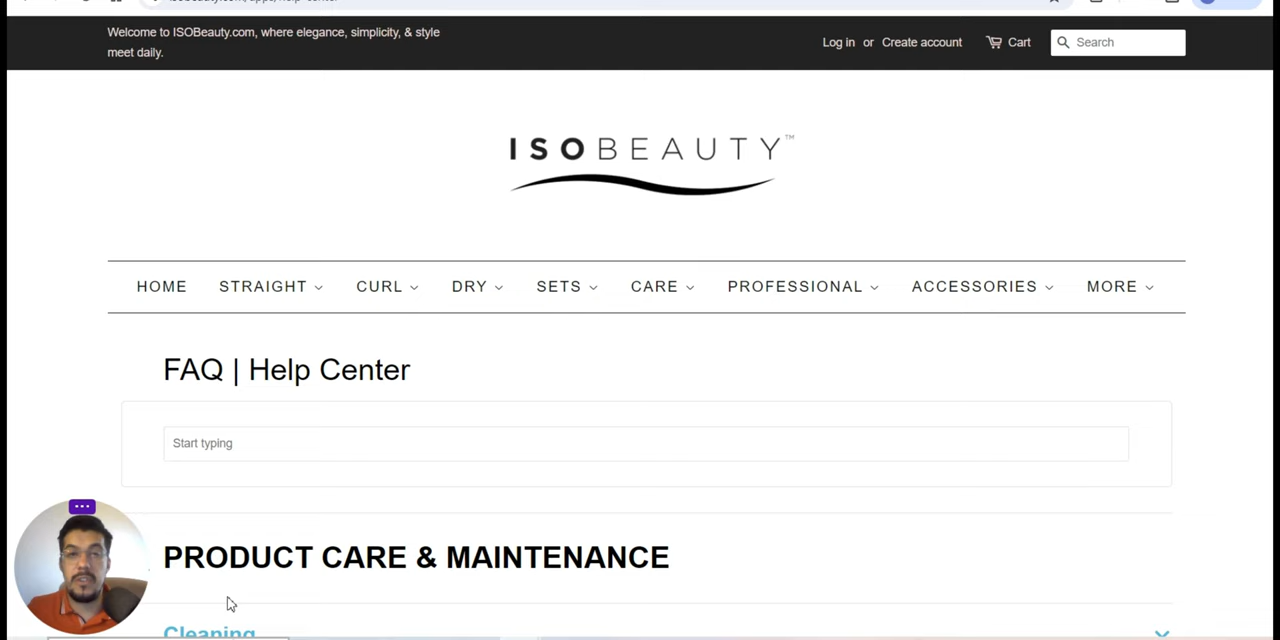 Welcome to ISOBeauty.com, where elegance, simplicity, & style
meet daily.
Log in or Create account Cart Search
ISOBEAUTY™
HOME STRAIGHT CURL DRY SETS CARE PROFESSIONAL ACCESSORIES MORE
FAQ | Help Center
Start typing
PRODUCT CARE & MAINTENANCE
Cleaning